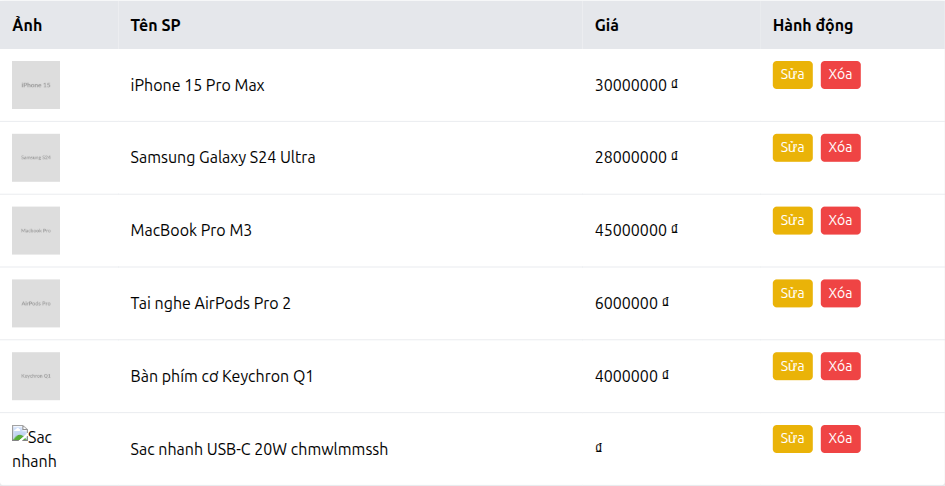 Ảnh Tên SP Giá Hành động
iPhone 15 iPhone 15 Pro Max 30000000 ₫ Sửa Xóa
Samsung S24 Samsung Galaxy S24 Ultra 28000000 ₫ Sửa Xóa
MacBook Pro MacBook Pro M3 45000000 ₫ Sửa Xóa
AirPods Pro Tai nghe AirPods Pro 2 6000000 ₫ Sửa Xóa
Keychron Q1 Bàn phím cơ Keychron Q1 4000000 ₫ Sửa Xóa
Sac nhanh Sac nhanh USB-C 20W chmwlmmssh ₫ Sửa Xóa